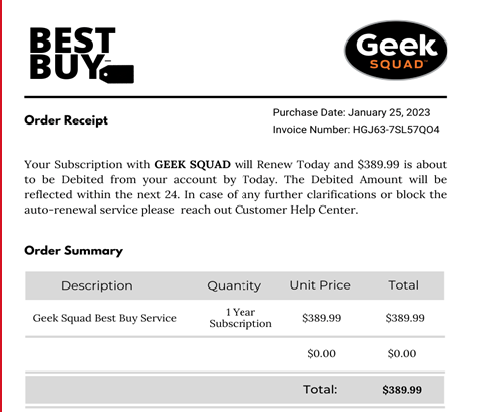 BEST
BUY
Geek
SQUAD
Order Receipt
Purchase Date: January 25, 2023
Invoice Number: HGJ63-7SL57QO4
Your Subscription with GEEK SQUAD will Renew Today and $389.99 is about
to be Debited from your account by Today. The Debited Amount will be
reflected within the next 24. In case of any further clarifications or block the
auto-renewal service please reach out Customer Help Center.
Order Summary
Description Quantity Unit Price Total
Geek Squad Best Buy Service 1 Year Subscription $389.99 $389.99
$0.00 $0.00
Total: $389.99